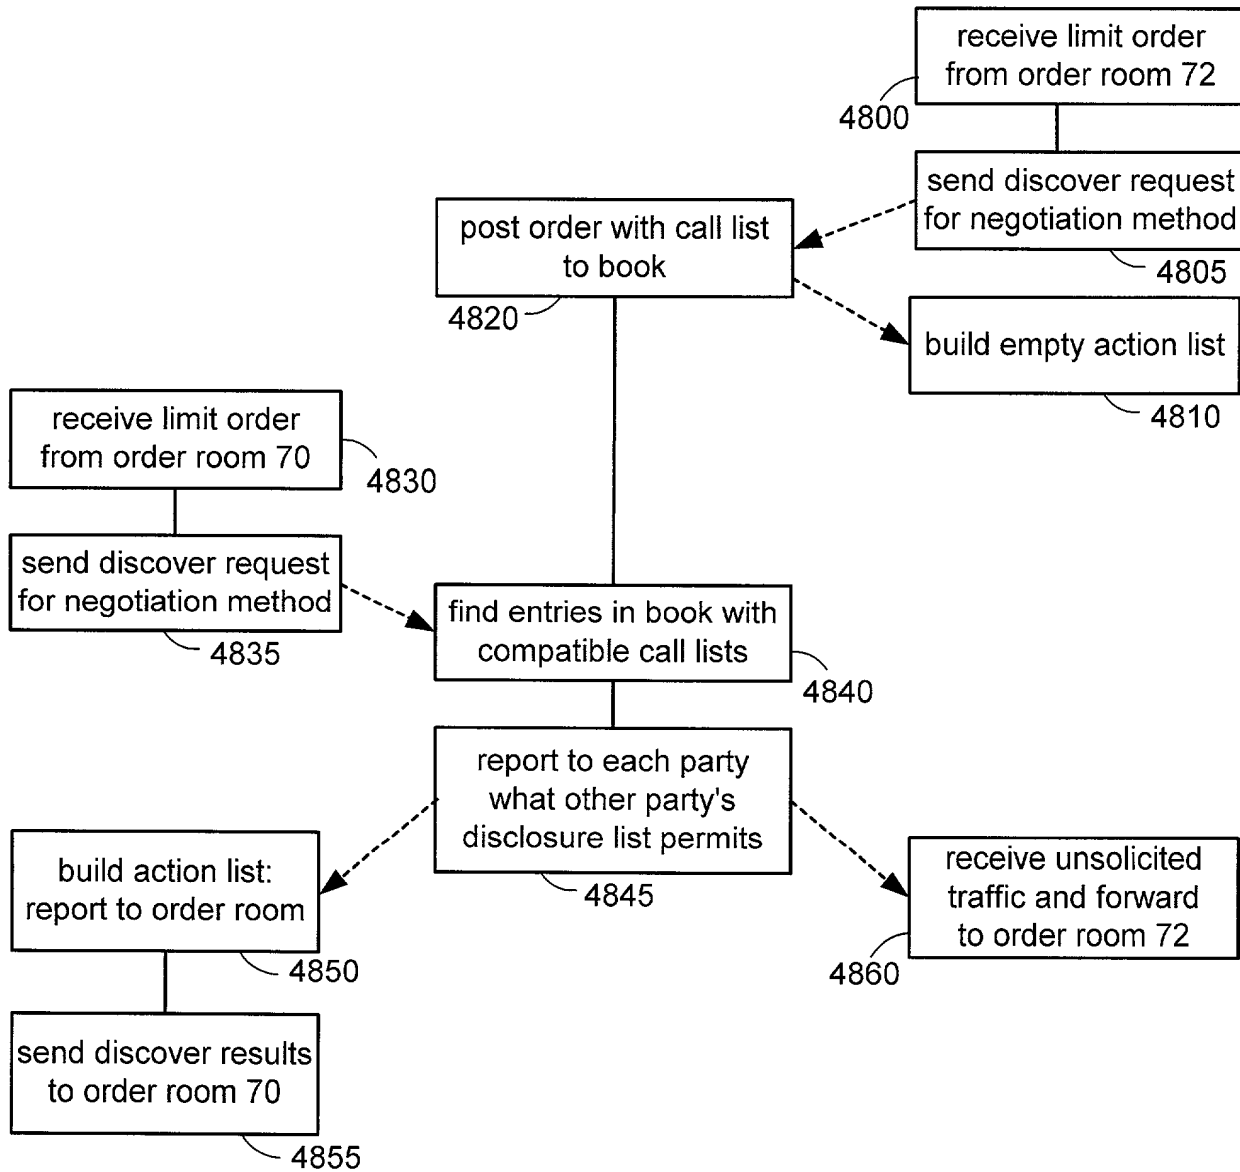 receive limit order
from order room 72
4800
send discover request
for negotiation method
4805
post order with call list
to book
4820
build empty action list
4810
receive limit order
from order room 70
4830
send discover request
for negotiation method
4835
find entries in book with
compatible call lists
4840
report to each party
what other party's
disclosure list permits
4845
build action list:
report to order room
4850
receive unsolicited
traffic and forward
to order room 72
4860
send discover results
to order room 70
4855